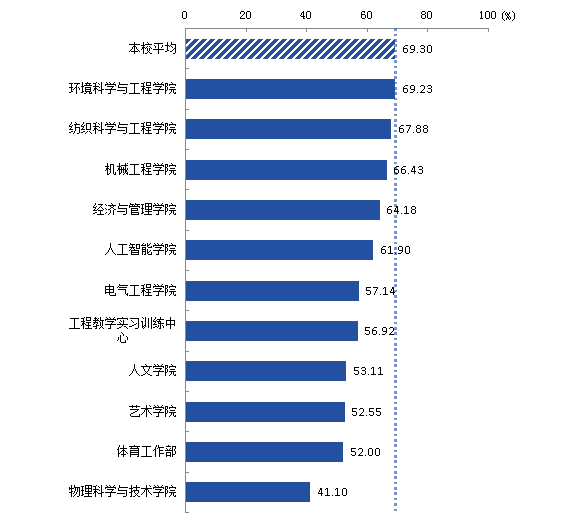 0 20 40 60 80 100 (%)
本校平均 69.30
环境科学与工程学院 69.23
纺织科学与工程学院 67.88
机械工程学院 66.43
经济与管理学院 64.18
人工智能学院 61.90
电气工程学院 57.14
工程教学实习训练中
心 56.92
人文学院 53.11
艺术学院 52.55
体育工作部 52.00
物理科学与技术学院 41.10